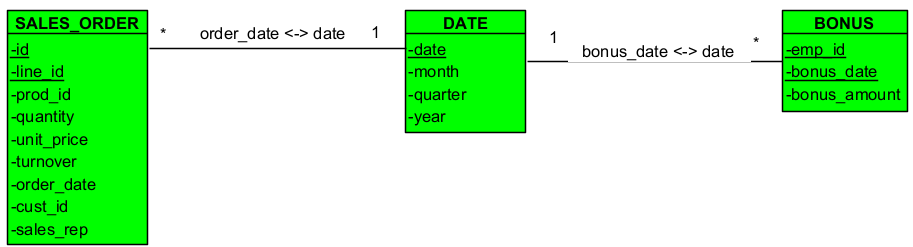 SALES_ORDER
-id
-line_id
-prod_id
-quantity
-unit_price
-turnover
-order_date
-cust_id
-sales_rep
* order_date <-> date 1
DATE
-date
-month
-quarter
-year
1 bonus_date <-> date *
BONUS
-emp_id
-bonus_date
-bonus_amount